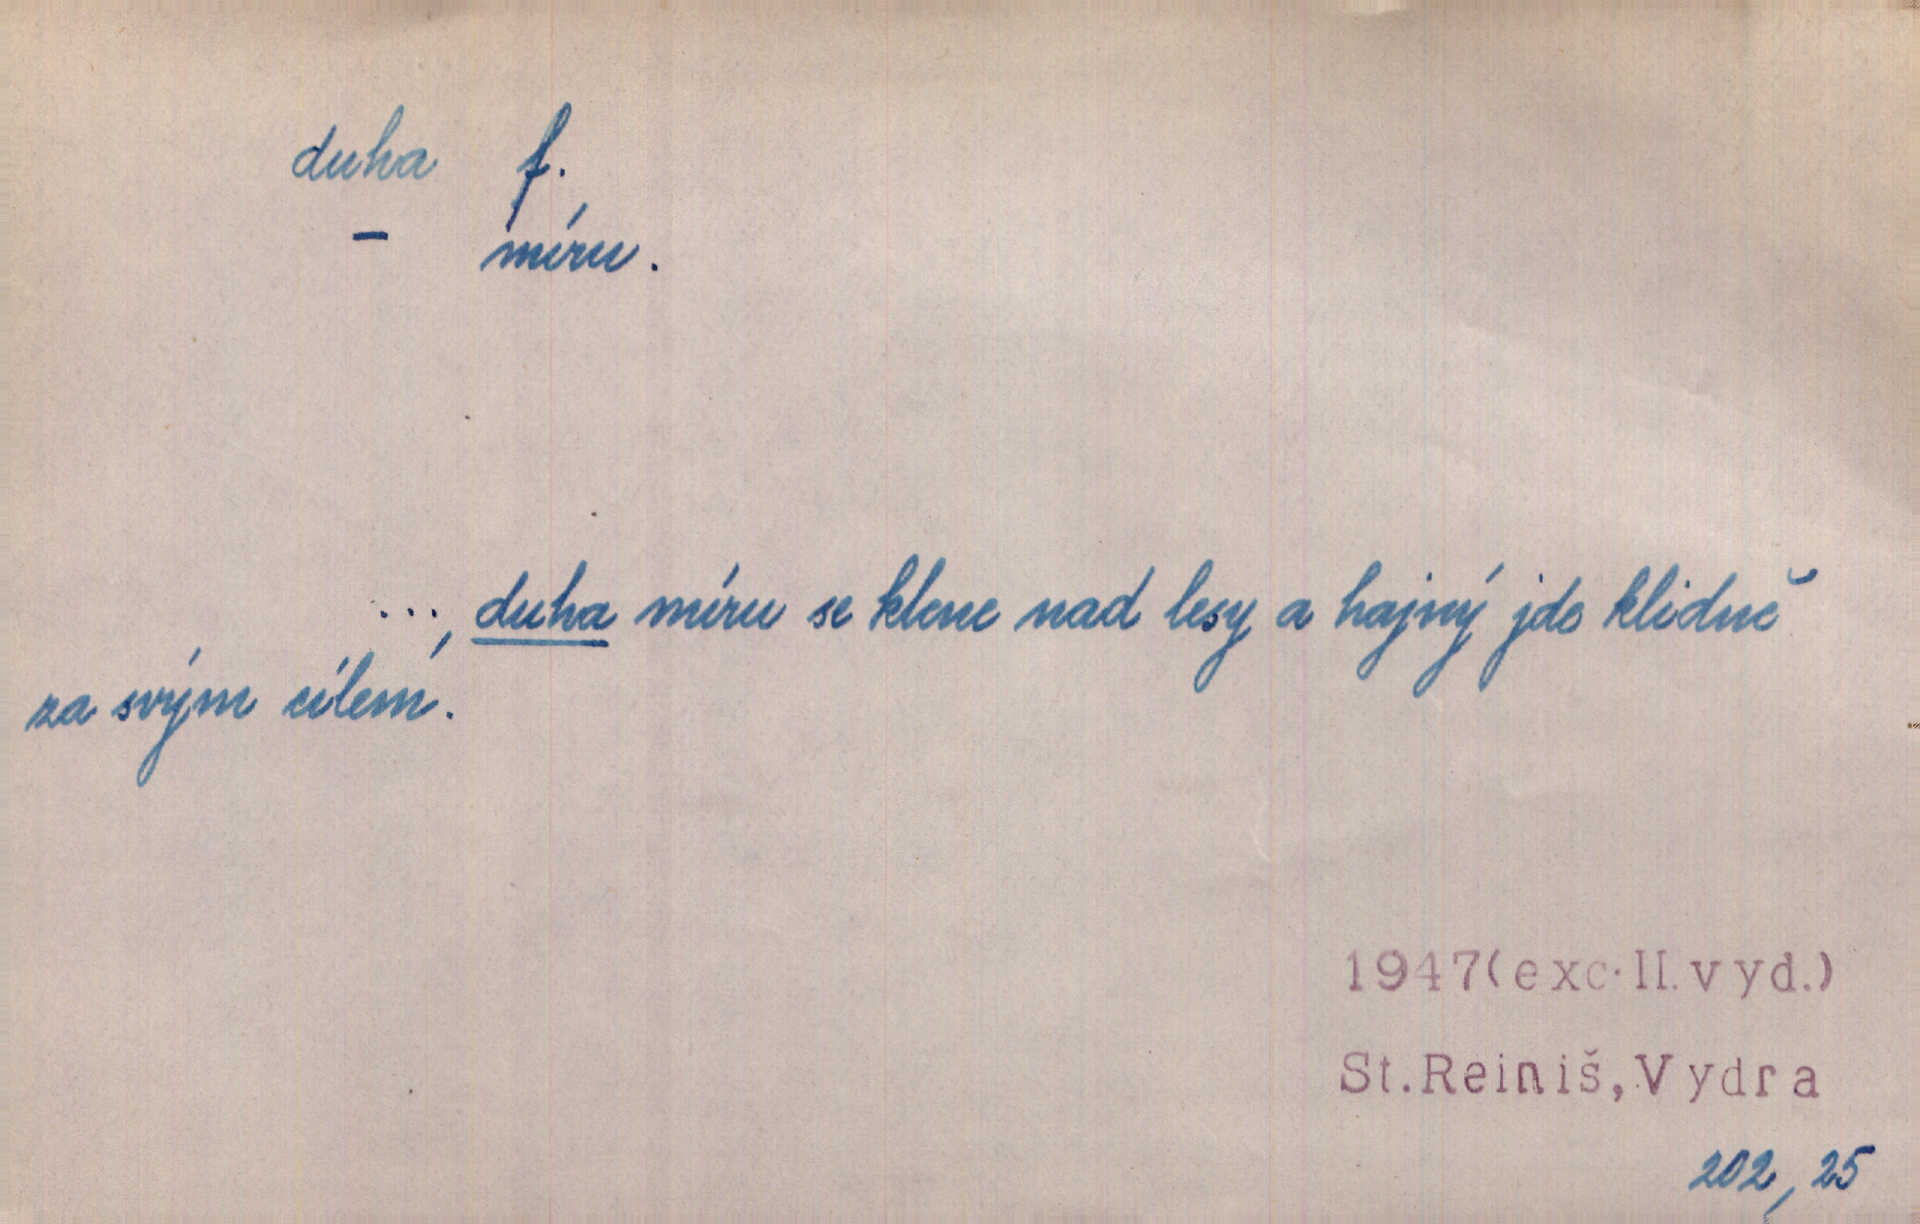 duha f.
– míru.
..., duha míru se klene nad lesy a hajný jde klidně
za svým cílem.
1947(exc.II.vyd.)
St.Reiniš,Vydra
202, 25